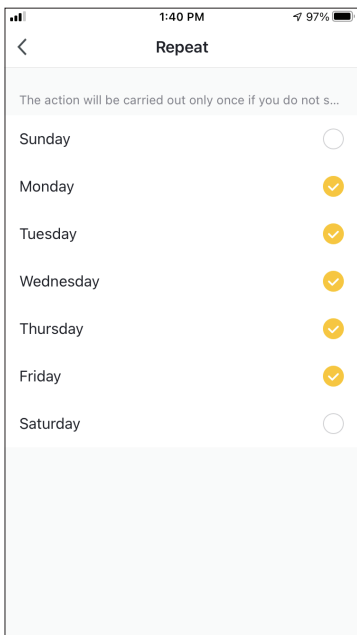 1:40 PM 97%
Repeat
The action will be carried out only once if you do not s...
Sunday
Monday
Tuesday
Wednesday
Thursday
Friday
Saturday